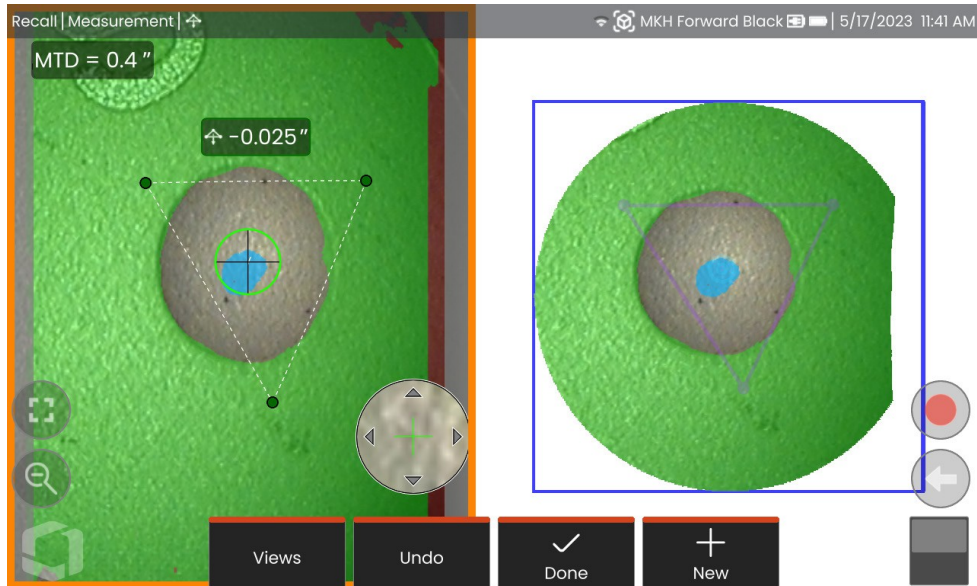 Recall | Measurement |
MKH Forward Black | 5/17/2023 11:41 AM
MTD = 0.4"
-0.025"
Views
Undo
Done
New